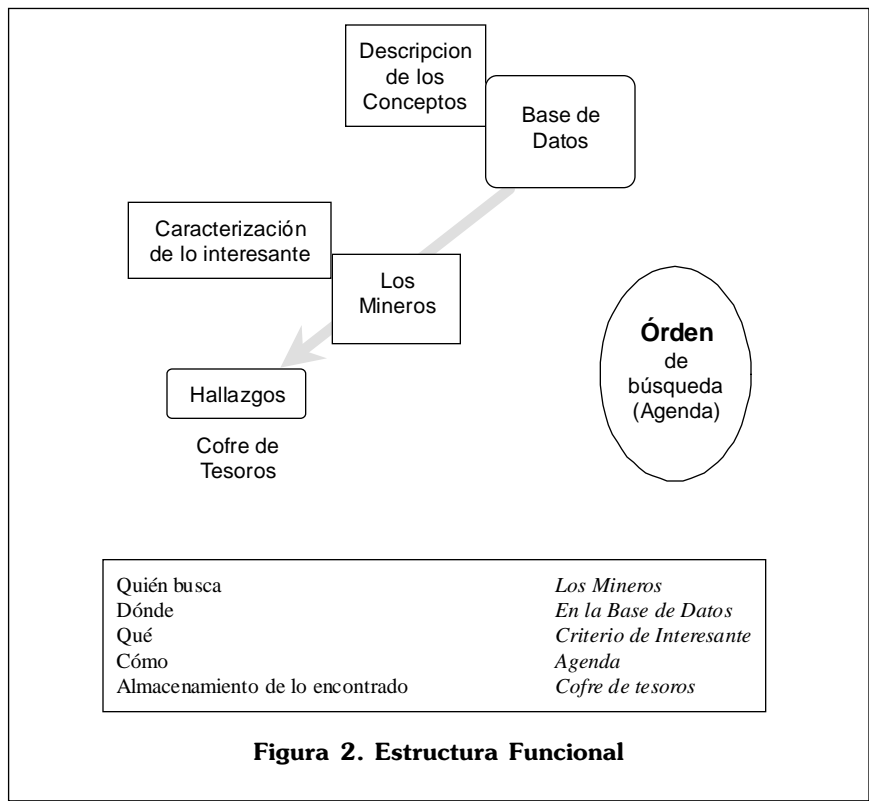 Descripcion
de los
Conceptos
Base de
Datos
Caracterización
de lo interesante
Los
Mineros
Órden
de
búsqueda
(Agenda)
Hallazgos
Cofre de
Tesoros
Quién busca Los Mineros
Dónde En la Base de Datos
Qué Criterio de Interesante
Cómo Agenda
Almacenamiento de lo encontrado Cofre de tesoros
Figura 2. Estructura Funcional